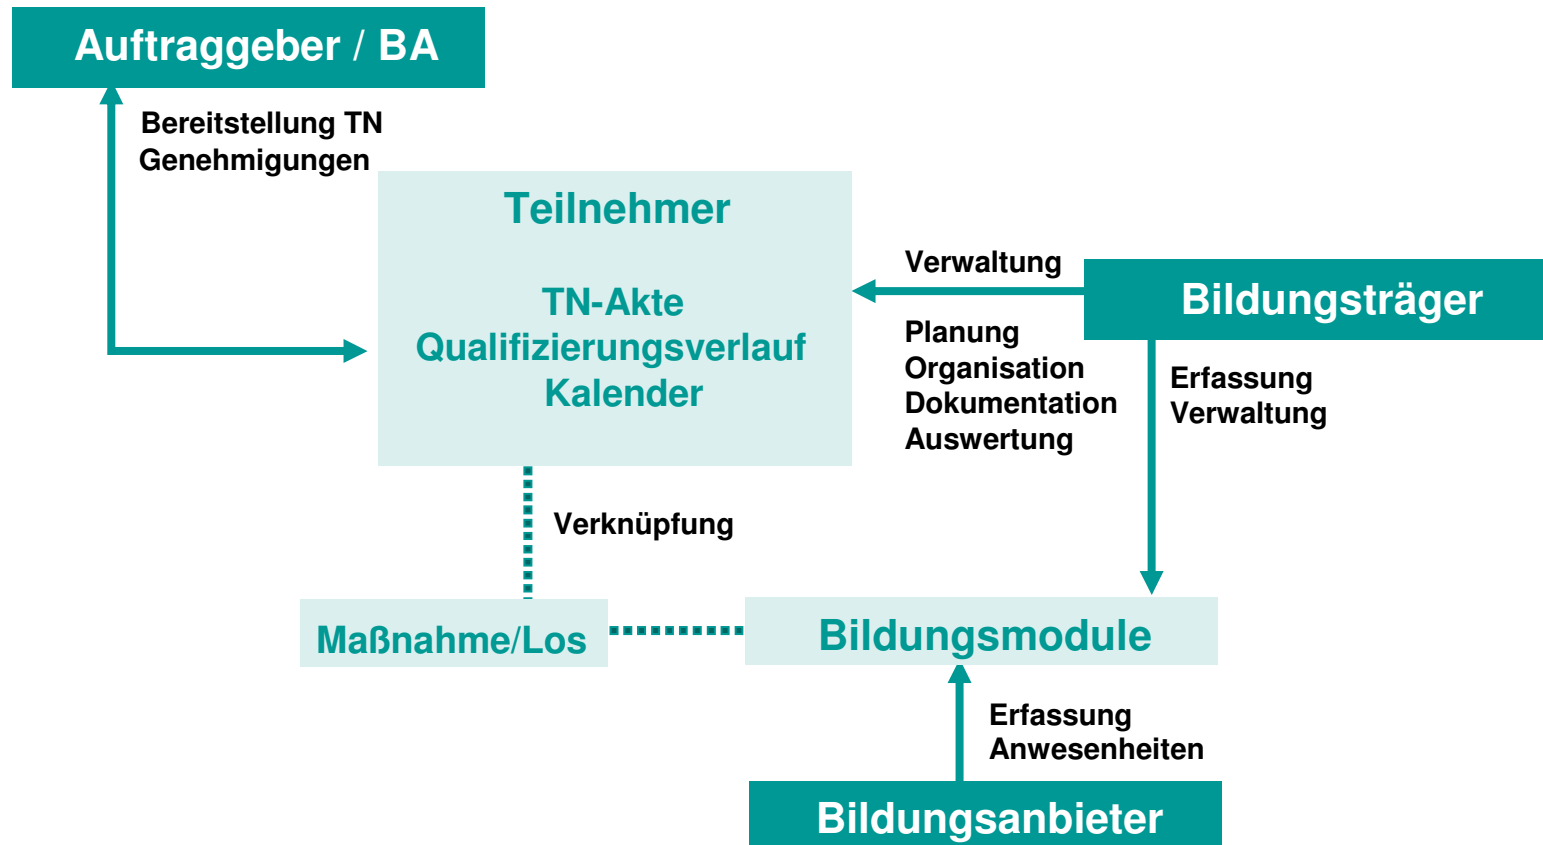 Auftraggeber / BA
Bereitstellung TN
Genehmigungen
Teilnehmer
TN-Akte
Qualifizierungsverlauf
Kalender
Verwaltung
Bildungsträger
Planung
Organisation
Dokumentation
Auswertung
Erfassung
Verwaltung
Verknüpfung
Maßnahme/Los
Bildungsmodule
Erfassung
Anwesenheiten
Bildungsanbieter